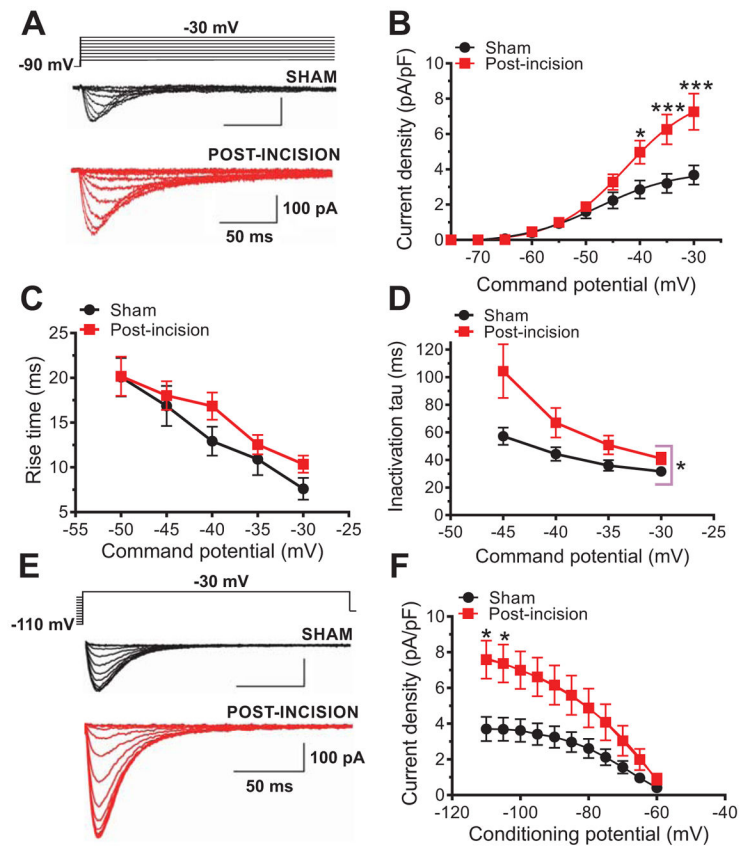 A
-30 mV
-90 mV
SHAM
POST-INCISION
100 pA
50 ms
B
Sham
Post-incision
Current density (pA/pF)
10
8
6
4
2
0
* *** ***
-70 -60 -50 -40 -30
Command potential (mV)
C
Sham
Post-incision
Rise time (ms)
25
20
15
10
5
-55 -50 -45 -40 -35 -30 -25
Command potential (mV)
D
Sham
Post-incision
Inactivation tau (ms)
120
100
80
60
40
20
0
*
-50 -45 -40 -35 -30 -25
Command potential (mV)
E
-30 mV
-110 mV
SHAM
POST-INCISION
100 pA
50 ms
F
Sham
Post-incision
Current density (pA/pF)
10
8
6
4
2
0
* *
-120 -100 -80 -60 -40
Conditioning potential (mV)